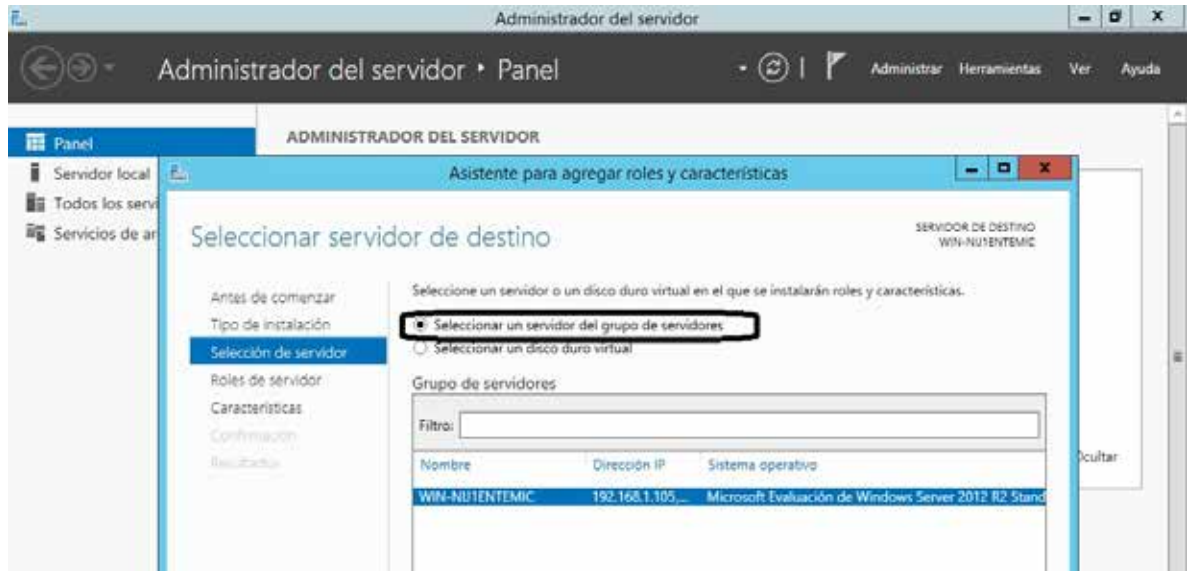 Administrador del servidor
Administrador del servidor ‣ Panel
Administrar Herramientas Ver Ayuda
Panel
ADMINISTRADOR DEL SERVIDOR
Servidor local
Todos los servi
Servicios de ar
Asistente para agregar roles y características
Seleccionar servidor de destino
SERVIDOR DE DESTINO
WIN-NU1ENTEMIC
Antes de comenzar
Tipo de instalación
Selección de servidor
Roles de servidor
Características
Confirmación
Resultados
Seleccione un servidor o un disco duro virtual en el que se instalarán roles y características.
Seleccionar un servidor del grupo de servidores
Seleccionar un disco duro virtual
Grupo de servidores
Filtro:
Nombre Dirección IP Sistema operativo
WIN-NU1ENTEMIC 192.168.1.105,... Microsoft Evaluación de Windows Server 2012 R2 Stand
Ocultar